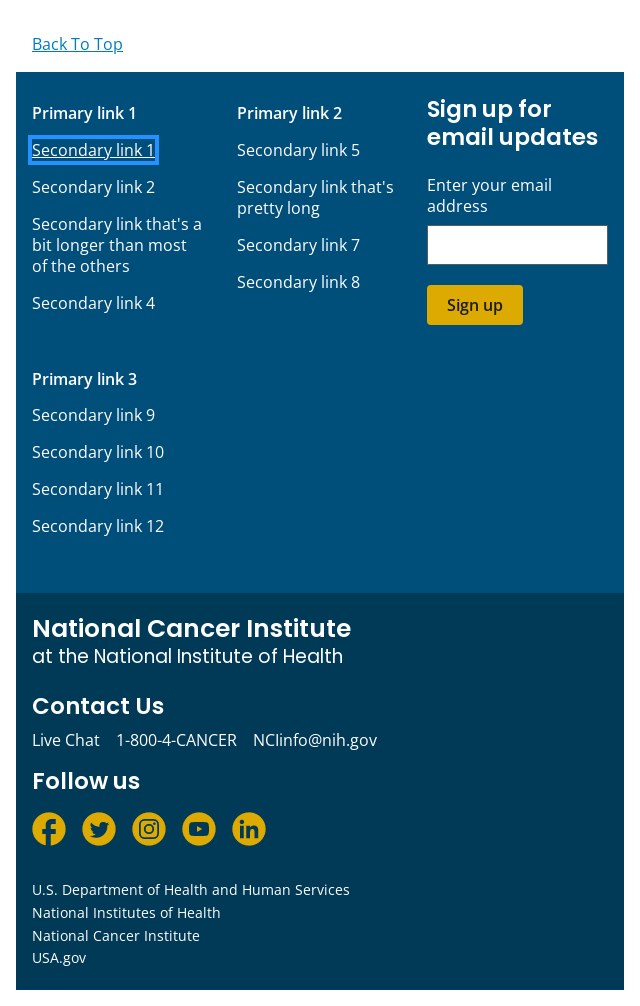 Back To Top
Primary link 1
Secondary link 1
Secondary link 2
Secondary link that's a
bit longer than most
of the others
Secondary link 4
Primary link 2
Secondary link 5
Secondary link that's
pretty long
Secondary link 7
Secondary link 8
Primary link 3
Secondary link 9
Secondary link 10
Secondary link 11
Secondary link 12
Sign up for
email updates
Enter your email
address
Sign up
National Cancer Institute
at the National Institute of Health
Contact Us
Live Chat 1-800-4-CANCER NCIinfo@nih.gov
Follow us
U.S. Department of Health and Human Services
National Institutes of Health
National Cancer Institute
USA.gov